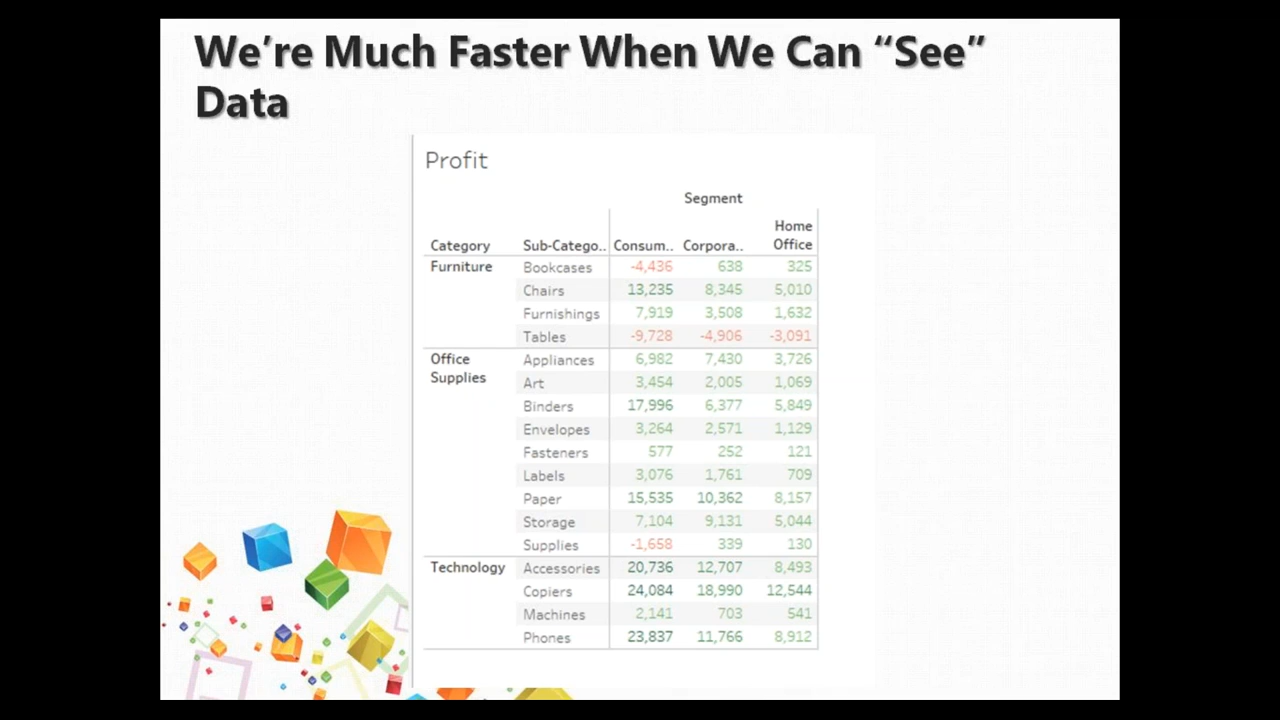 We’re Much Faster When We Can “See”
Data
Profit
Segment
Home
Category Sub-Catego.. Consum.. Corpora.. Office
Furniture Bookcases -4,436 638 325
Chairs 13,235 8,345 5,010
Furnishings 7,919 3,508 1,632
Tables -9,728 -4,906 -3,091
Office Appliances 6,982 7,430 3,726
Supplies Art 3,454 2,005 1,069
Binders 17,996 6,377 5,849
Envelopes 3,264 2,571 1,129
Fasteners 577 252 121
Labels 3,076 1,761 709
Paper 15,535 10,362 8,157
Storage 7,104 9,131 5,044
Supplies -1,658 339 130
Technology Accessories 20,736 12,707 8,493
Copiers 24,084 18,990 12,544
Machines 2,141 703 541
Phones 23,837 11,766 8,912